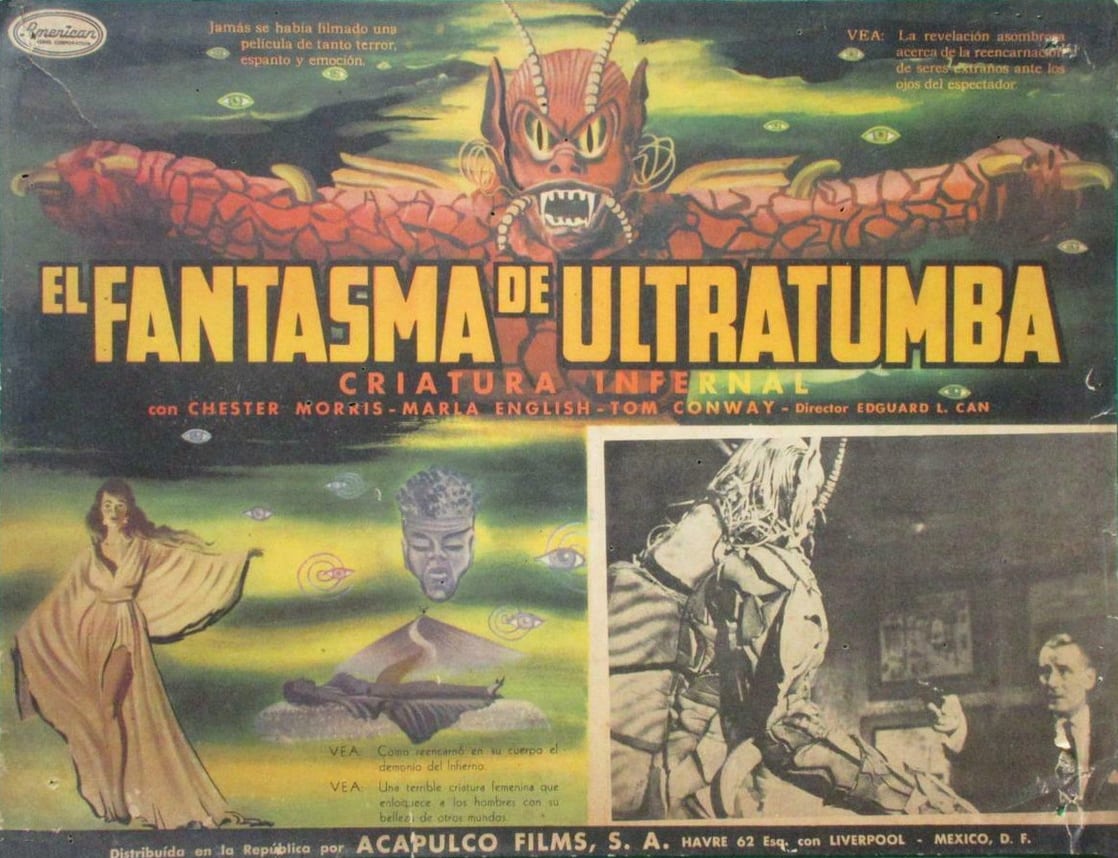 American
Jamás se había filmado una
película de tanto terror,
espanto y emoción.
VEA: La revelación asombrosa
acerca de la reencarnación
de seres extraños ante los
ojos del espectador
EL FANTASMA DE ULTRATUMBA
CRIATURA INFERNAL
con CHESTER MORRIS - MARLA ENGLISH - TOM CONWAY - Director EDGUARD L. CAN
VEA: Como reencarnó en su cuerpo el
demonio del Infierno.
VEA: Una terrible criatura femenina que
enloquece a los hombres con su
belleza de otros mundos.
Distribuída en la República por ACAPULCO FILMS, S. A. HAVRE 62 Esq. con LIVERPOOL - MEXICO, D. F.